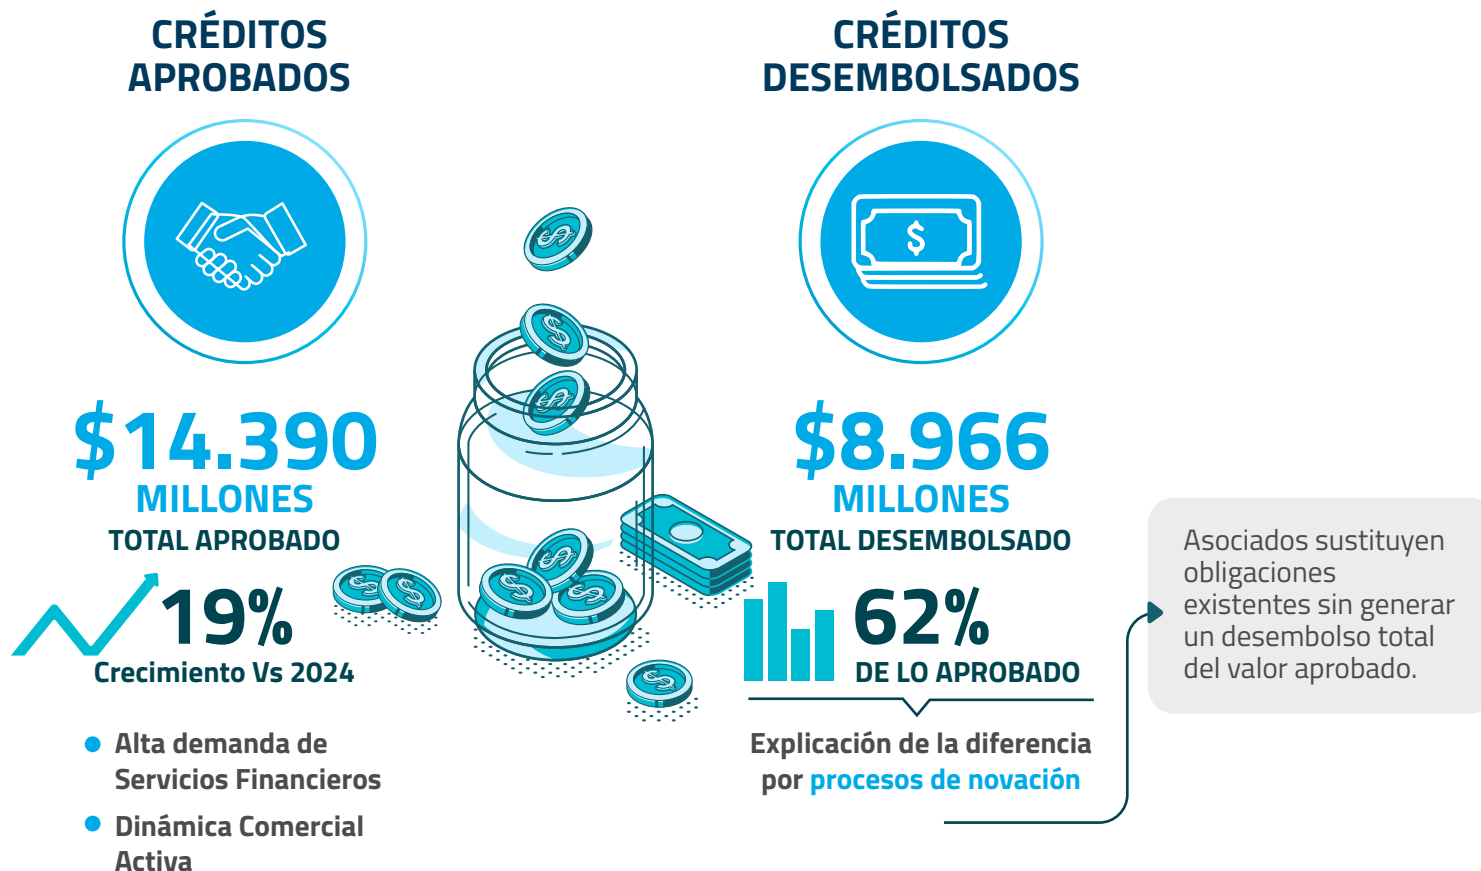 CRÉDITOS
APROBADOS
$14.390
MILLONES
TOTAL APROBADO
19%
Crecimiento Vs 2024
Alta demanda de
Servicios Financieros
Dinámica Comercial
Activa
CRÉDITOS
DESEMBOLSADOS
$8.966
MILLONES
TOTAL DESEMBOLSADO
62%
DE LO APROBADO
Explicación de la diferencia
por procesos de novación
Asociados sustituyen
obligaciones
existentes sin generar
un desembolso total
del valor aprobado.